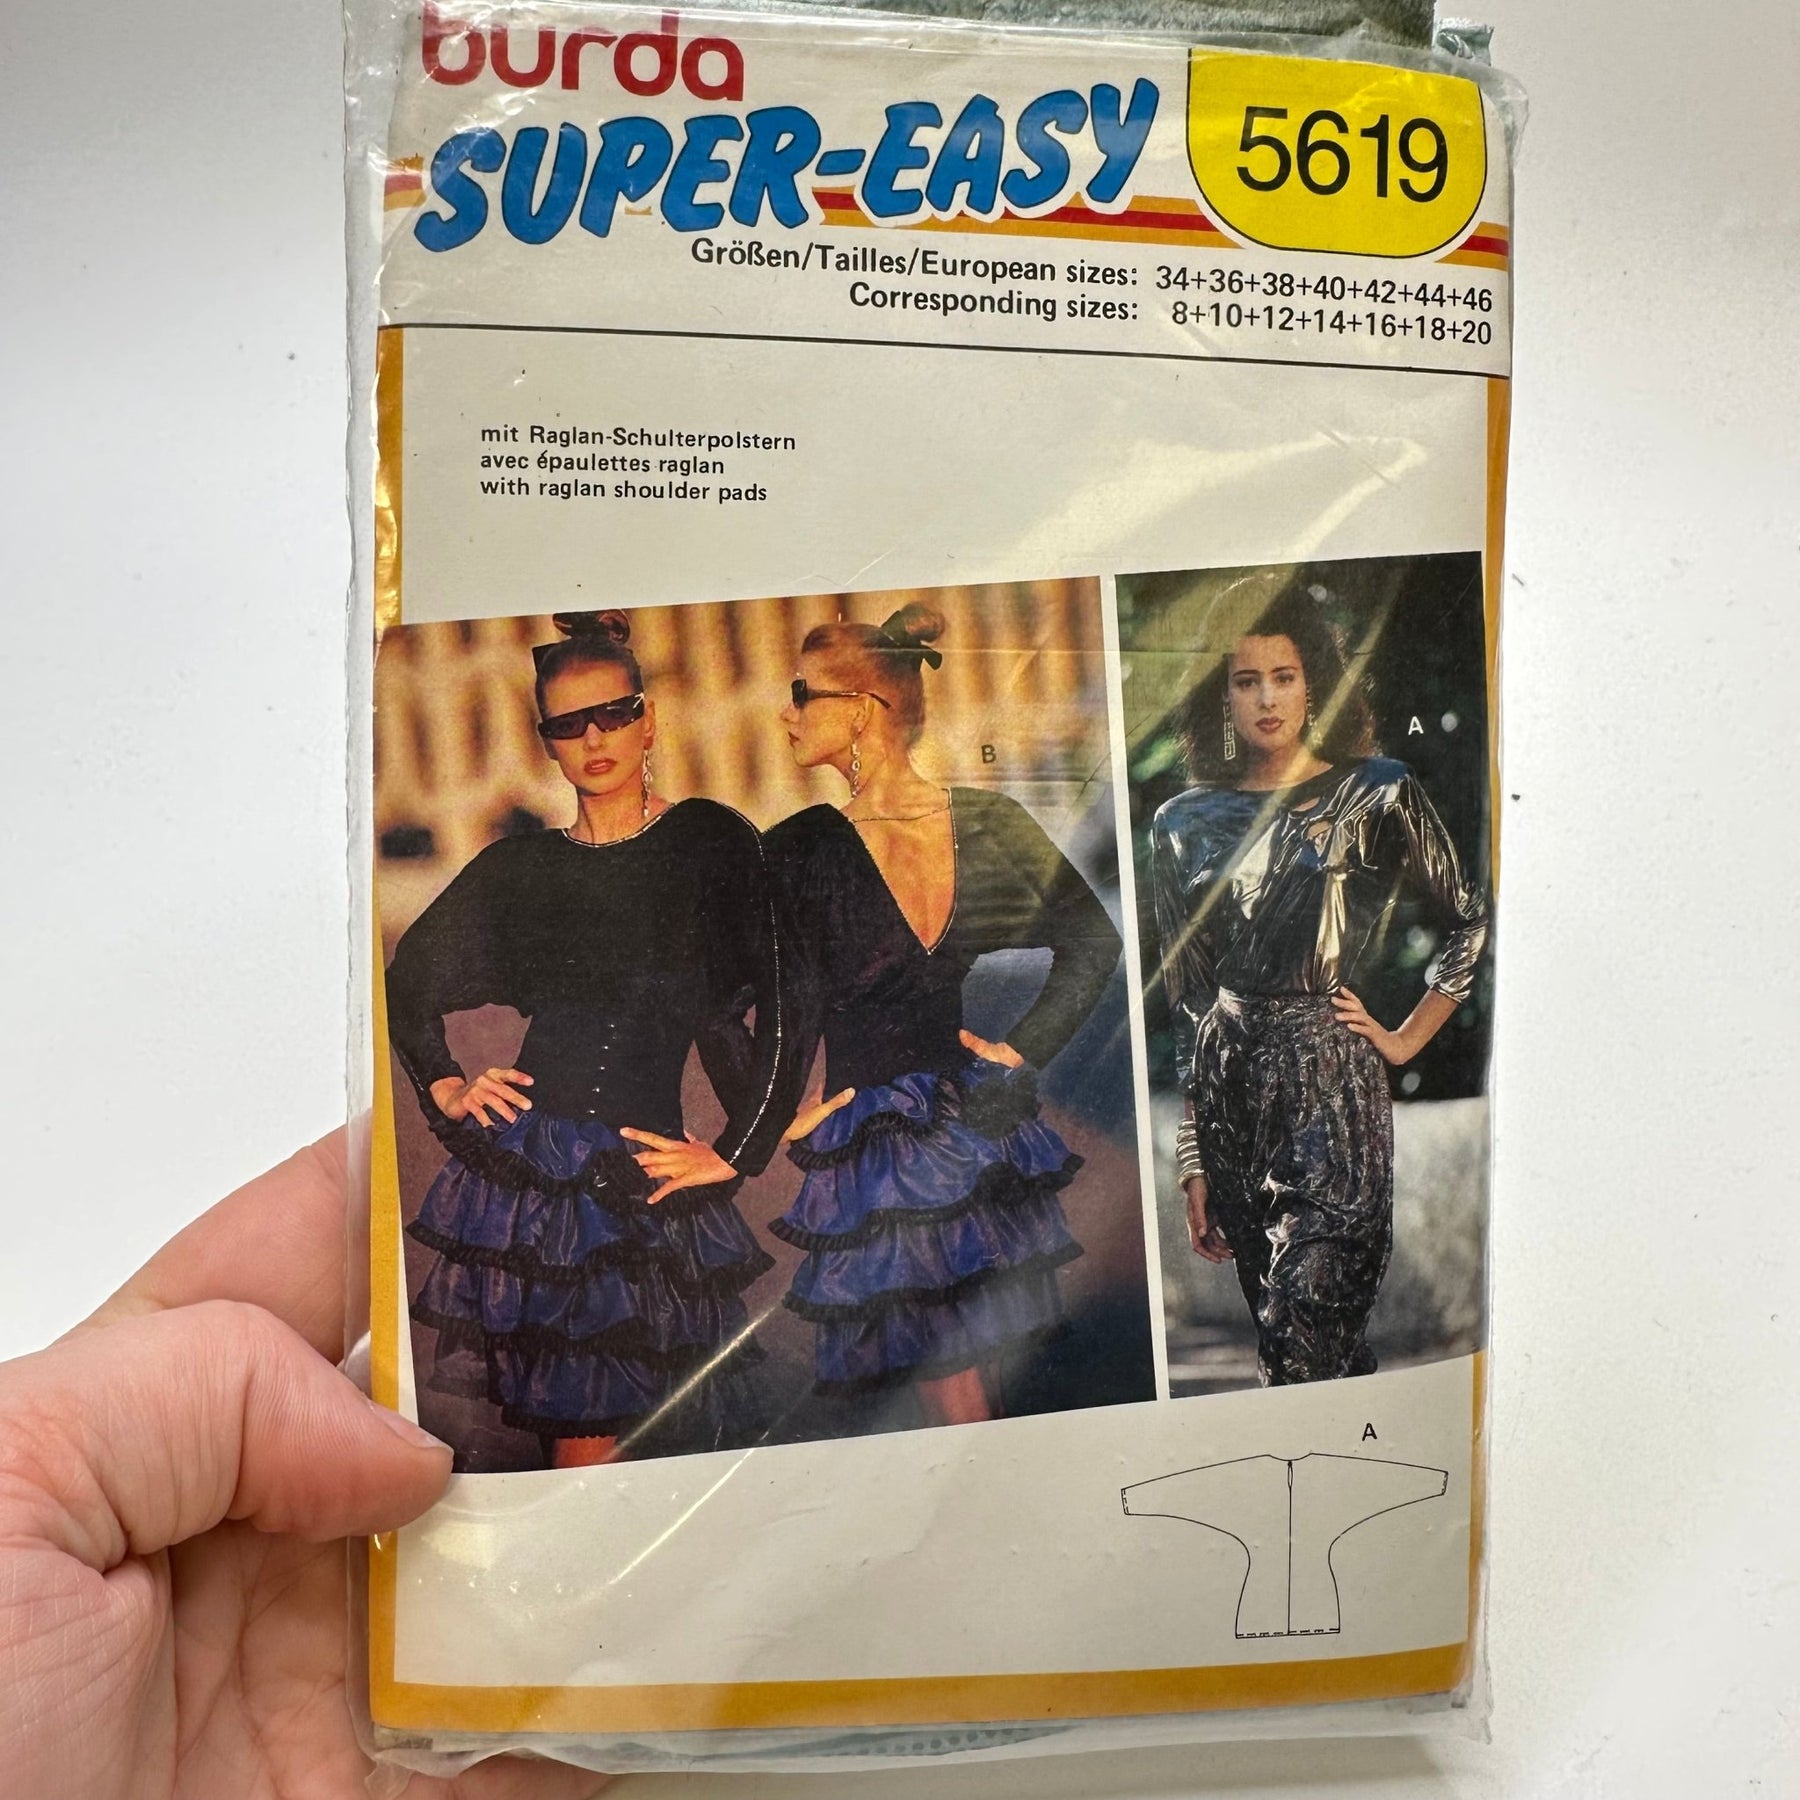 burda
SUPER-EASY
5619
Größen/Tailles/European sizes: 34+36+38+40+42+44+46
Corresponding sizes: 8+10+12+14+16+18+20
mit Raglan-Schulterpolstern
avec épaulettes raglan
with raglan shoulder pads
B
A
A